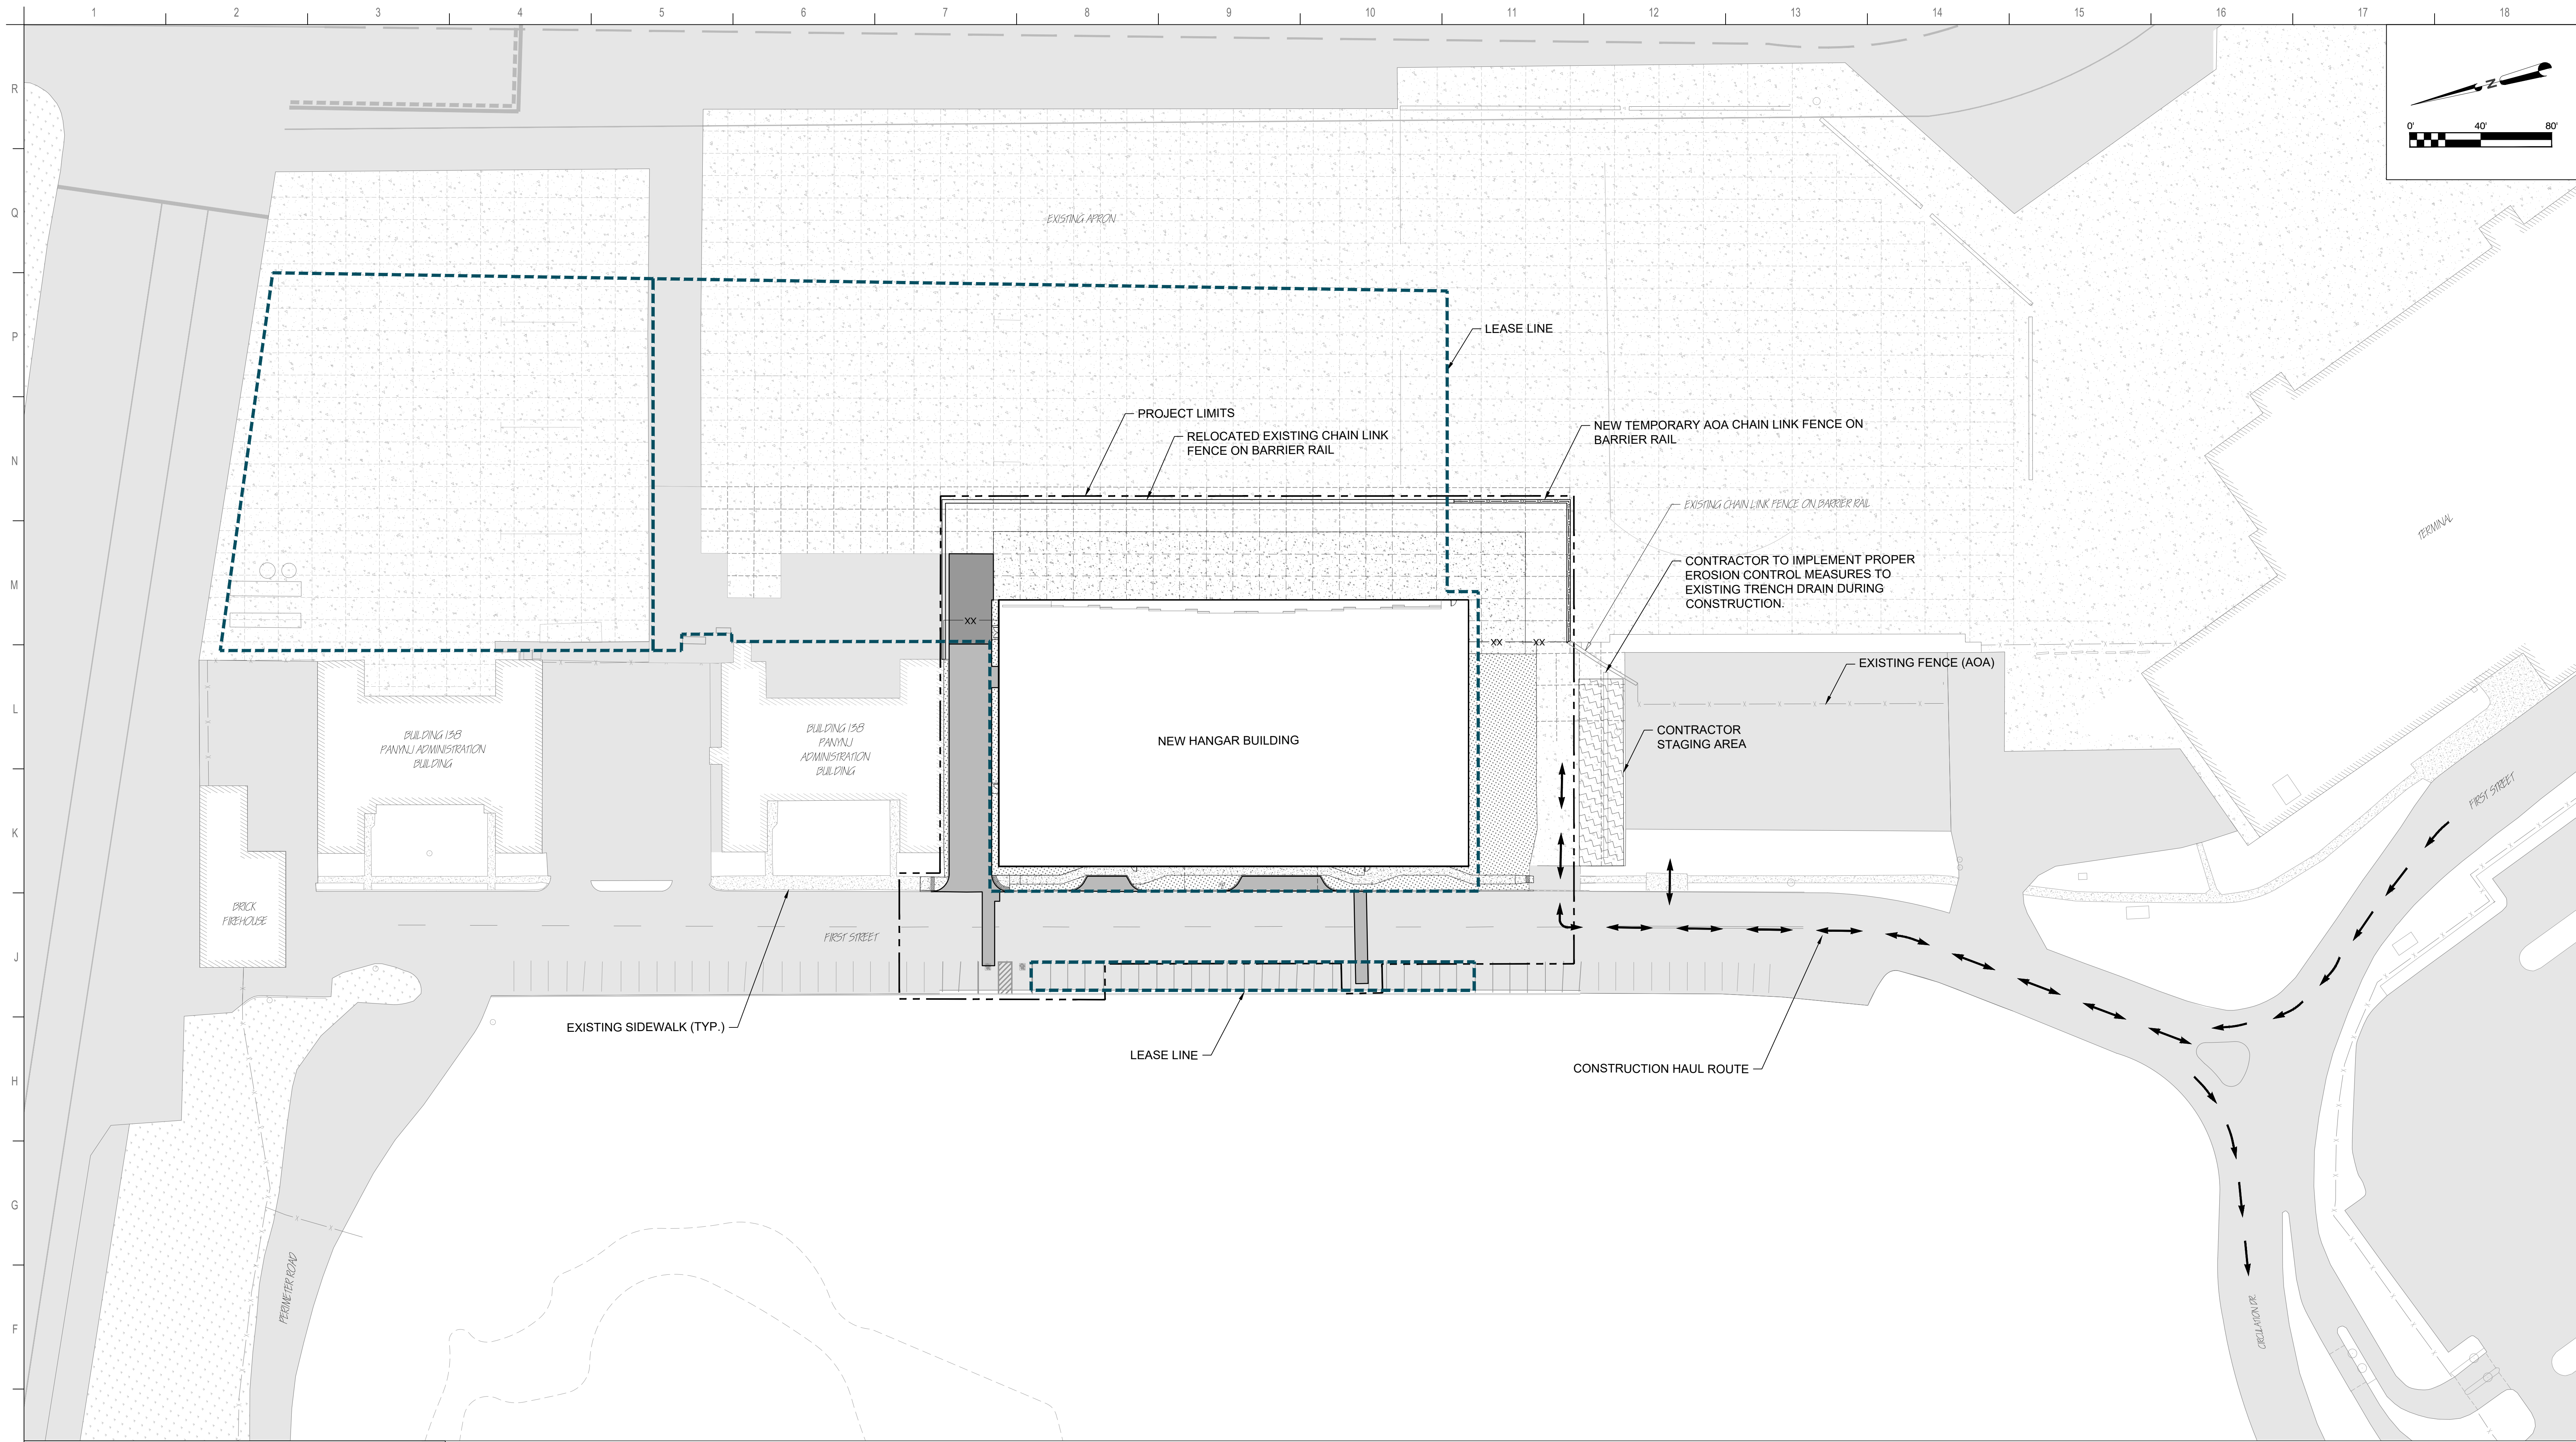 1 2 3 4 5 6 7 8 9 10 11 12 13 14 15 16 17 18
R
N
0' 40' 80'
Q
EXISTING APRON
P
LEASE LINE
PROJECT LIMITS
RELOCATED EXISTING CHAIN LINK
FENCE ON BARRIER RAIL
NEW TEMPORARY AOA CHAIN LINK FENCE ON
BARRIER RAIL
N
EXISTING CHAIN LINK FENCE ON BARRIER RAIL
TERMINAL
CONTRACTOR TO IMPLEMENT PROPER
EROSION CONTROL MEASURES TO
EXISTING TRENCH DRAIN DURING
CONSTRUCTION.
M
XX
XX XX
EXISTING FENCE (AOA)
L
BUILDING 138
PANYNJ ADMINISTRATION
BUILDING
BUILDING 138
PANYNJ
ADMINISTRATION
BUILDING
NEW HANGAR BUILDING
CONTRACTOR
STAGING AREA
FIRST STREET
K
BRICK
FIREHOUSE
FIRST STREET
J
EXISTING SIDEWALK (TYP.)
LEASE LINE
CONSTRUCTION HAUL ROUTE
H
G
PERIMETER ROAD
CIRCULATION DR.
F